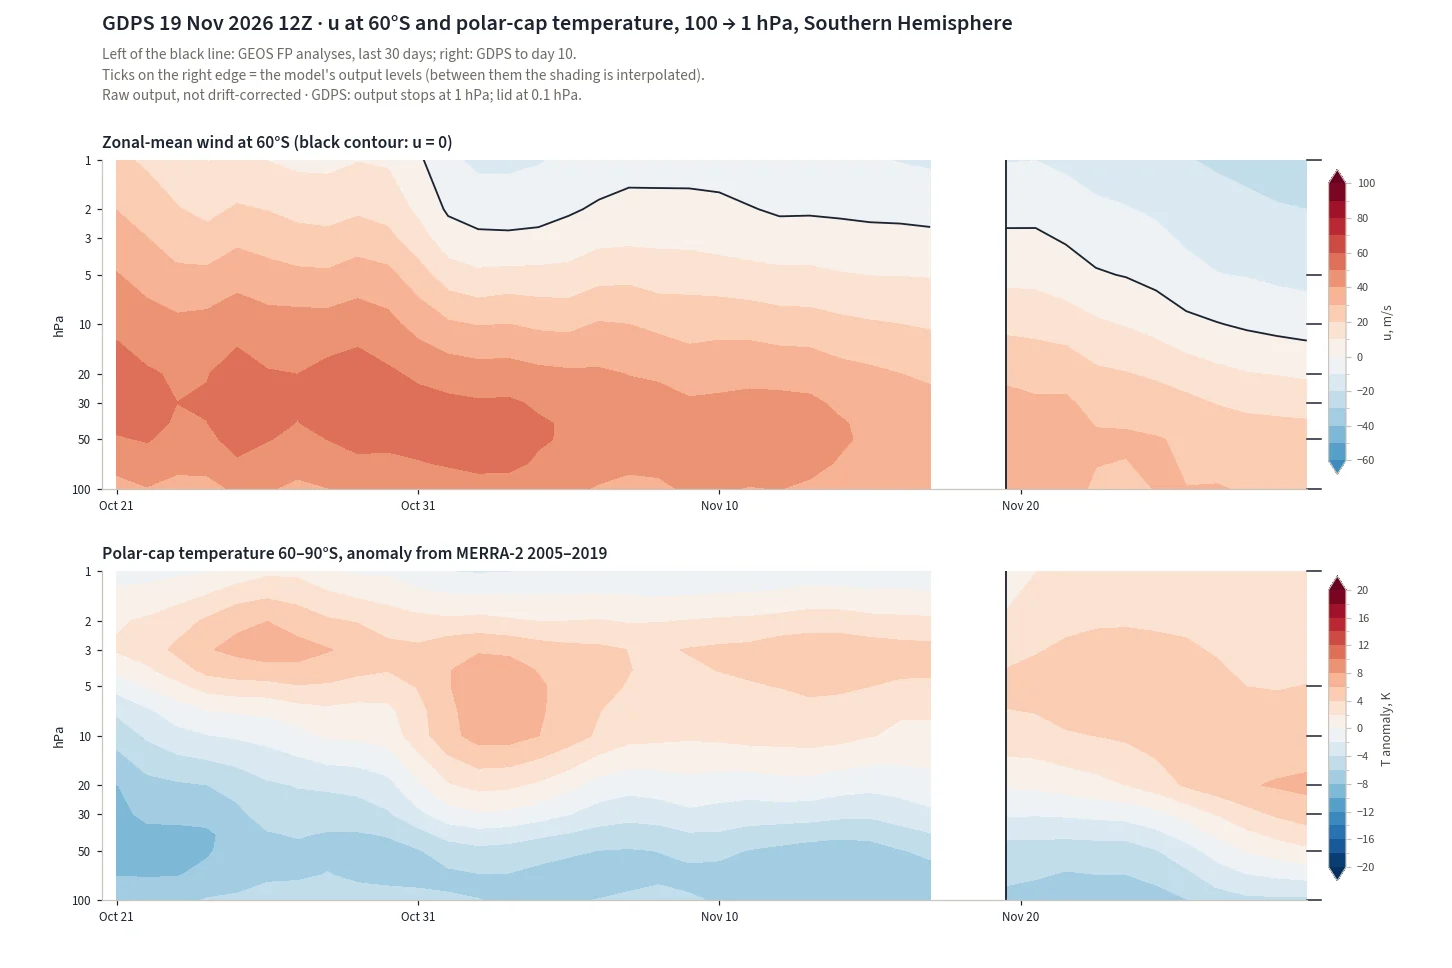 GDPS 19 Nov 2026 12Z · u at 60°S and polar-cap temperature, 100 → 1 hPa, Southern Hemisphere
Left of the black line: GEOS FP analyses, last 30 days; right: GDPS to day 10.
Ticks on the right edge = the model's output levels (between them the shading is interpolated).
Raw output, not drift-corrected · GDPS: output stops at 1 hPa; lid at 0.1 hPa.
Zonal-mean wind at 60°S (black contour: u = 0)
1
2
3
5
10
20
30
50
100
hPa
Oct 21
Oct 31
Nov 10
Nov 20
100
80
60
40
20
0
−20
−40
−60
u, m/s
Polar-cap temperature 60–90°S, anomaly from MERRA-2 2005–2019
1
2
3
5
10
20
30
50
100
hPa
Oct 21
Oct 31
Nov 10
Nov 20
20
16
12
8
4
0
−4
−8
−12
−16
−20
T anomaly, K